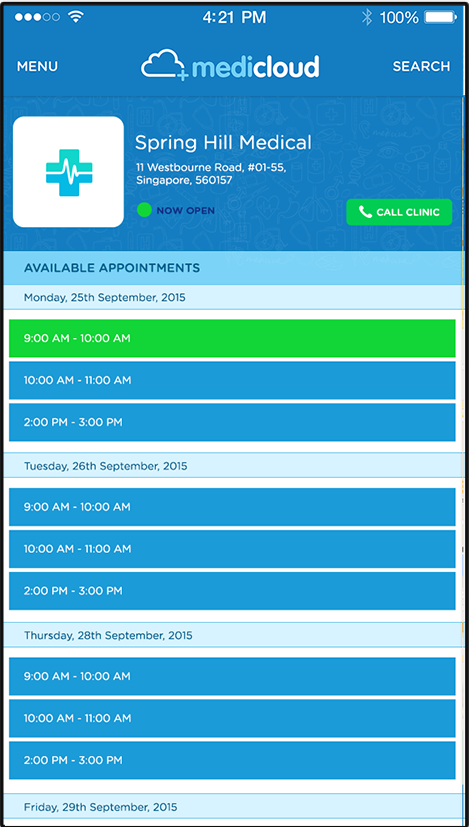 4:21 PM 100%
MENU medicloud SEARCH
Spring Hill Medical
11 Westbourne Road, #01-55,
Singapore, 560157
NOW OPEN CALL CLINIC
AVAILABLE APPOINTMENTS
Monday, 25th September, 2015
9:00 AM - 10:00 AM
10:00 AM - 11:00 AM
2:00 PM - 3:00 PM
Tuesday, 26th September, 2015
9:00 AM - 10:00 AM
10:00 AM - 11:00 AM
2:00 PM - 3:00 PM
Thursday, 28th September, 2015
9:00 AM - 10:00 AM
10:00 AM - 11:00 AM
2:00 PM - 3:00 PM
Friday, 29th September, 2015